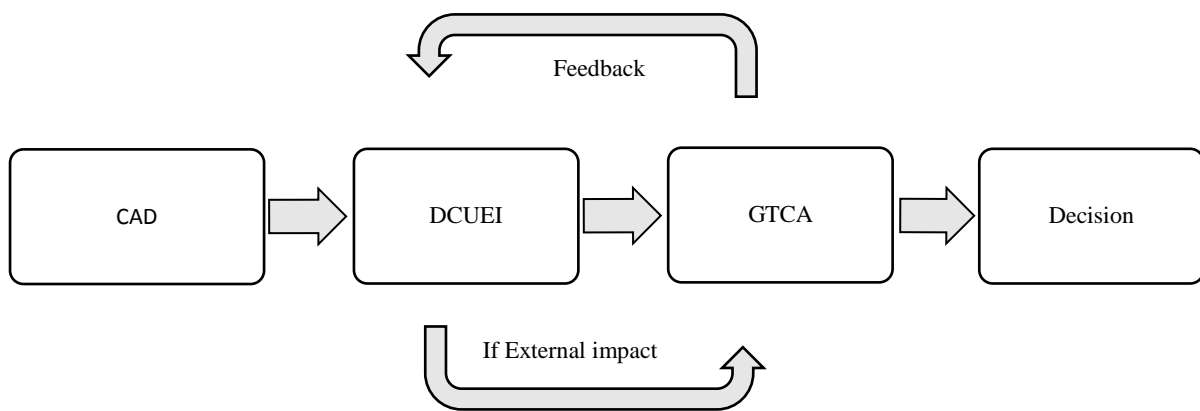 Feedback
CAD
DCUEI
GTCA
Decision
If External impact